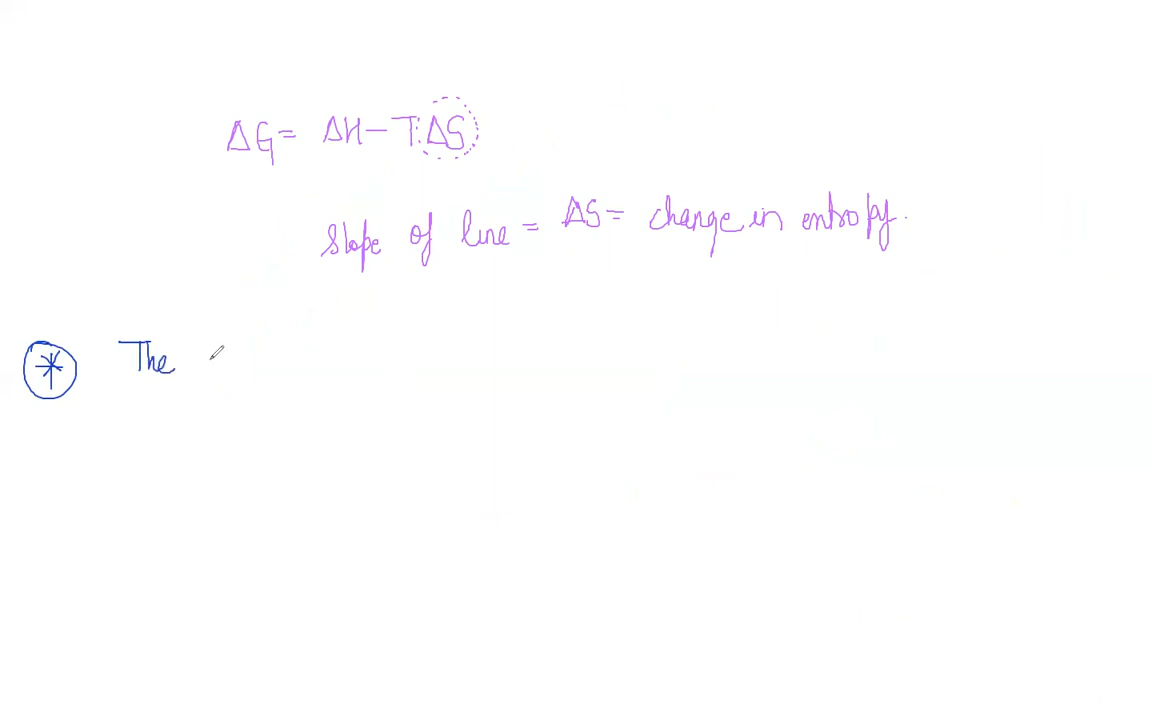 ΔG = ΔH - T.ΔS
Slope of line = ΔS = change in entropy.
* The